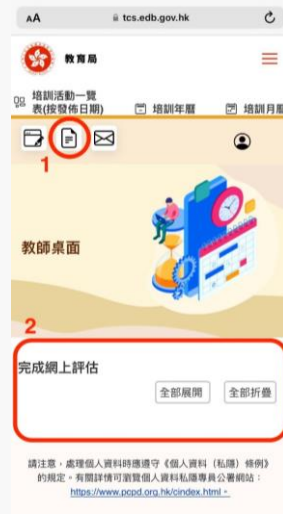 AA tcs.edb.gov.hk
教育局
培訓活動一覽
表(按發佈日期) 培訓年曆 培訓月曆
1
教師桌面
2
完成網上評估
全部展開 全部折疊
請注意，處理個人資料時應遵守《個人資料（私隱）條例》
的規定。有關詳情可瀏覽個人資料私隱專員公署網站：
https://www.pcpd.org.hk/cindex.html。